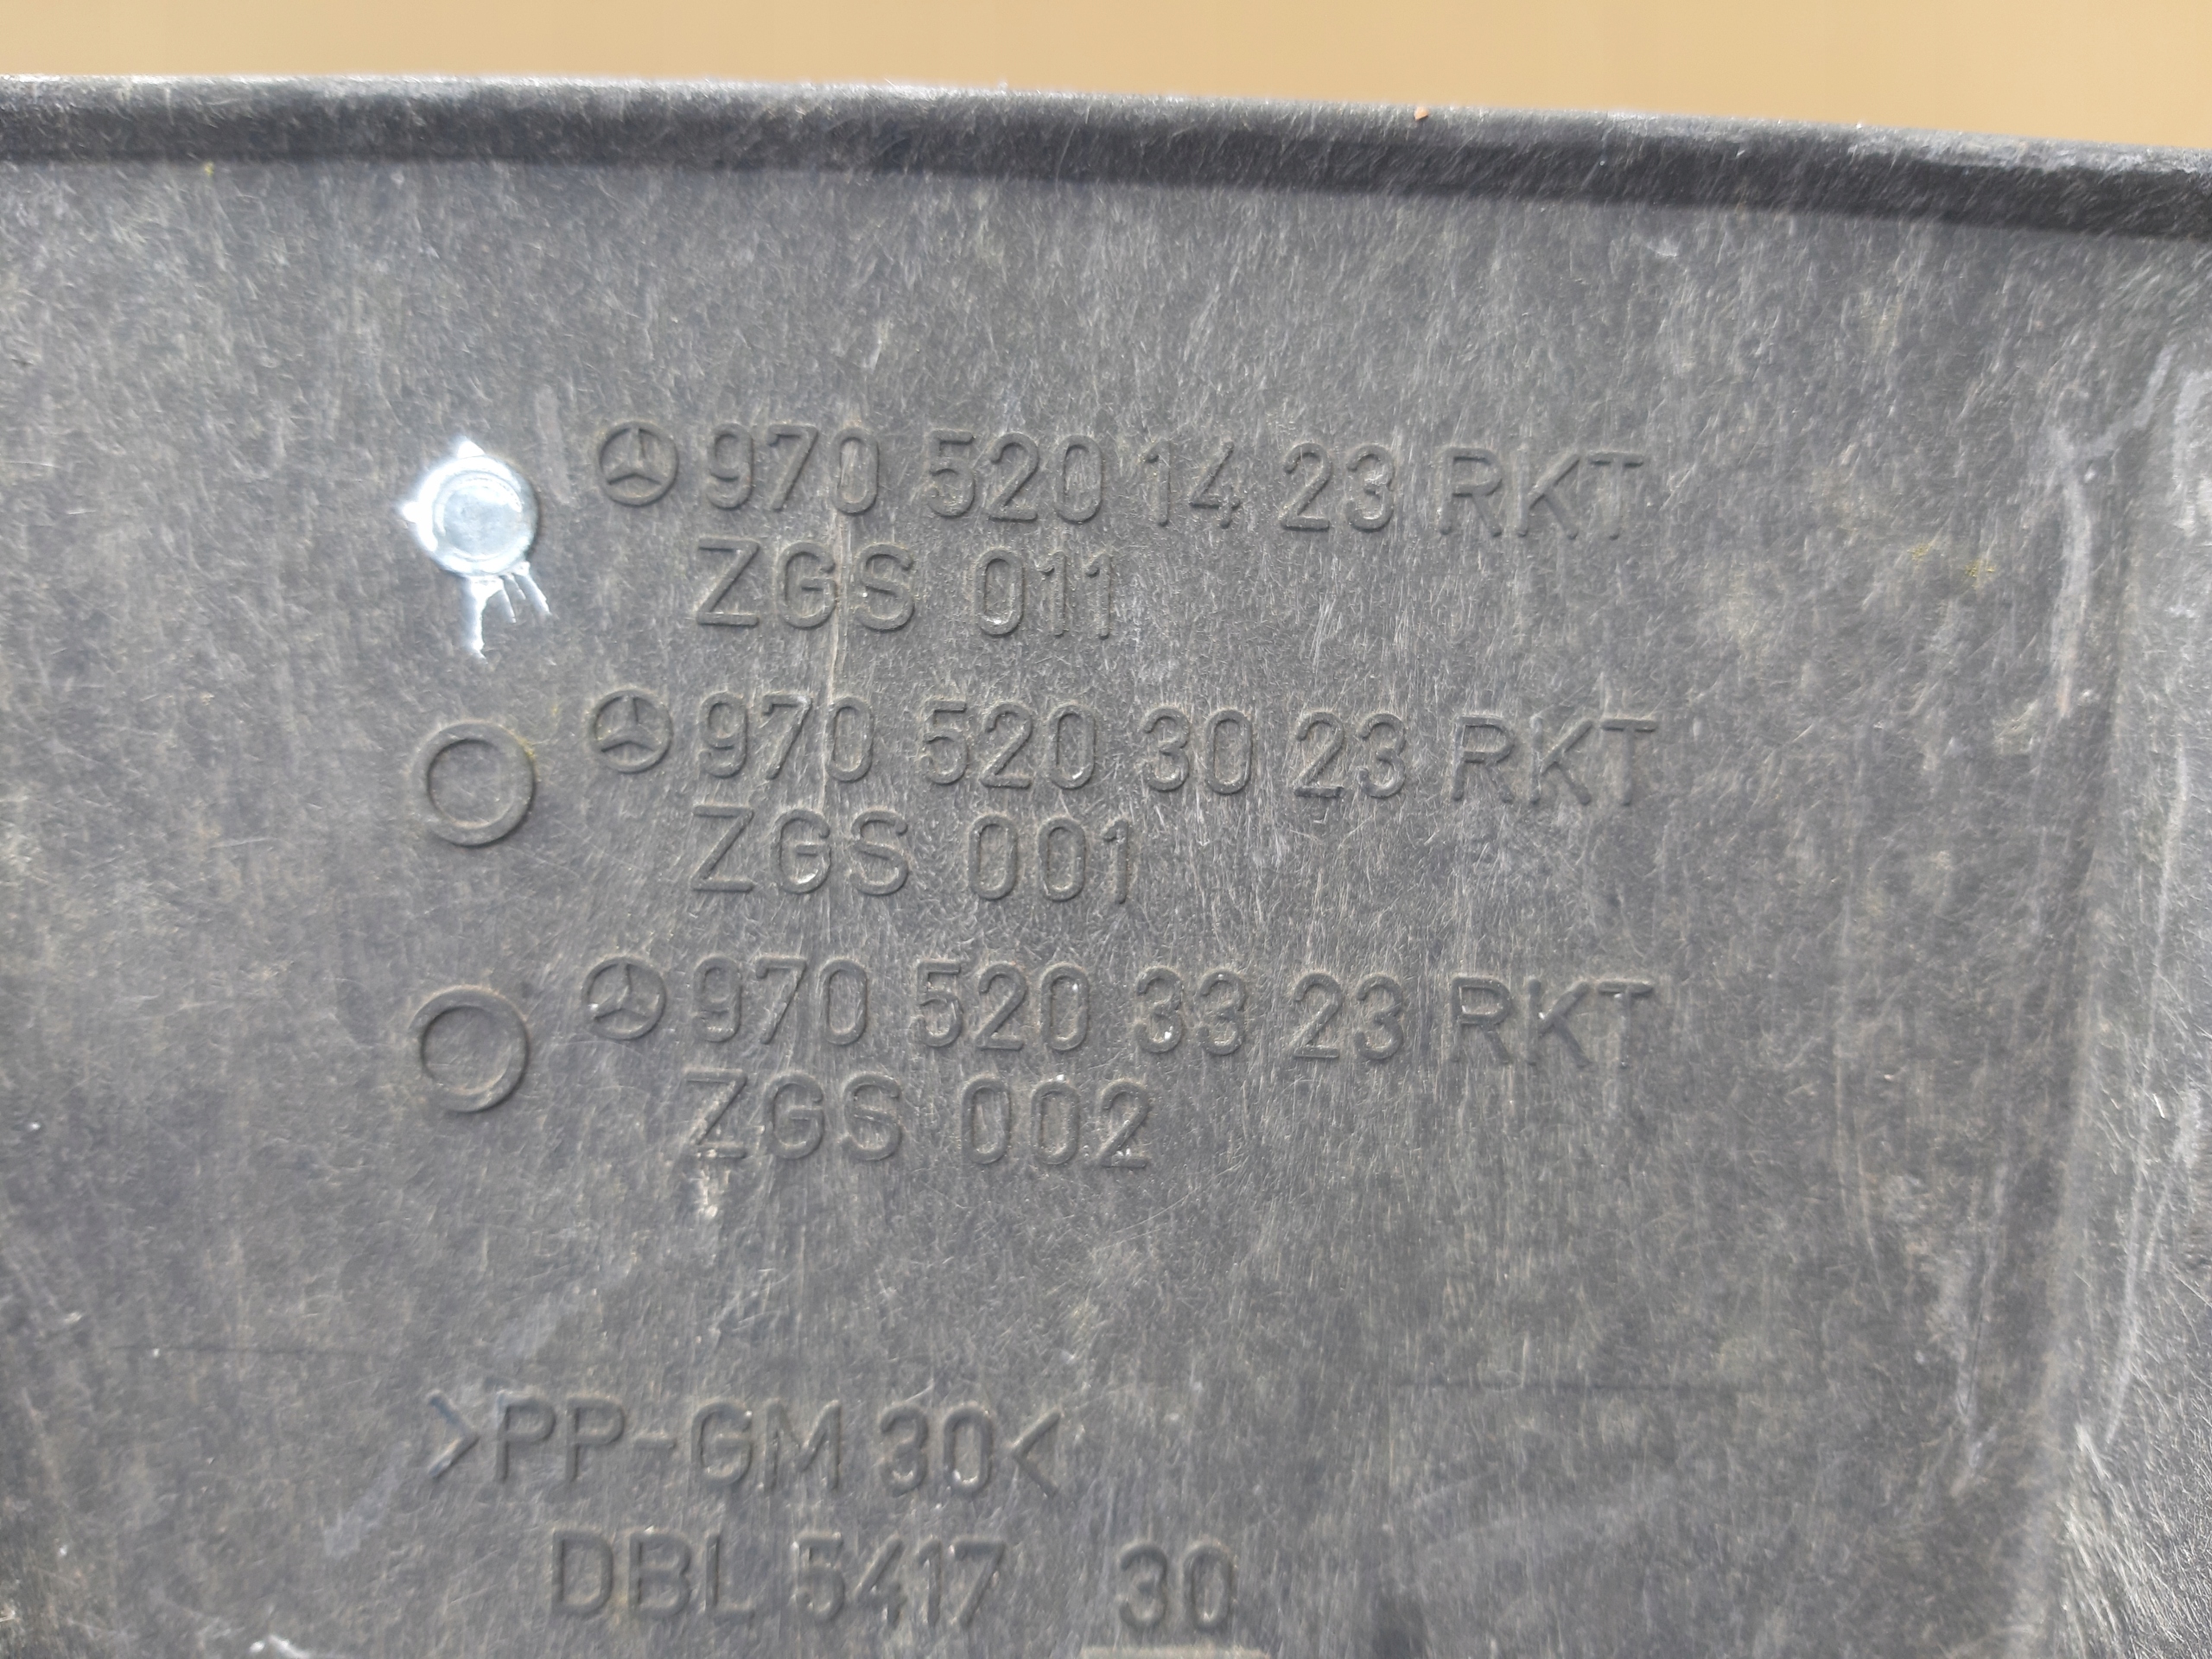 970 520 14 23 RKT
ZGS 011
970 520 30 23 RKT
ZGS 001
970 520 33 23 RKT
ZGS 002
>PP-GM 30<
DBL 5417 30